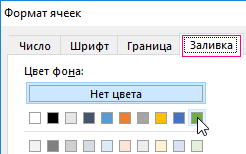 Формат ячеек
Число Шрифт Граница Заливка
Цвет фона:
Нет цвета